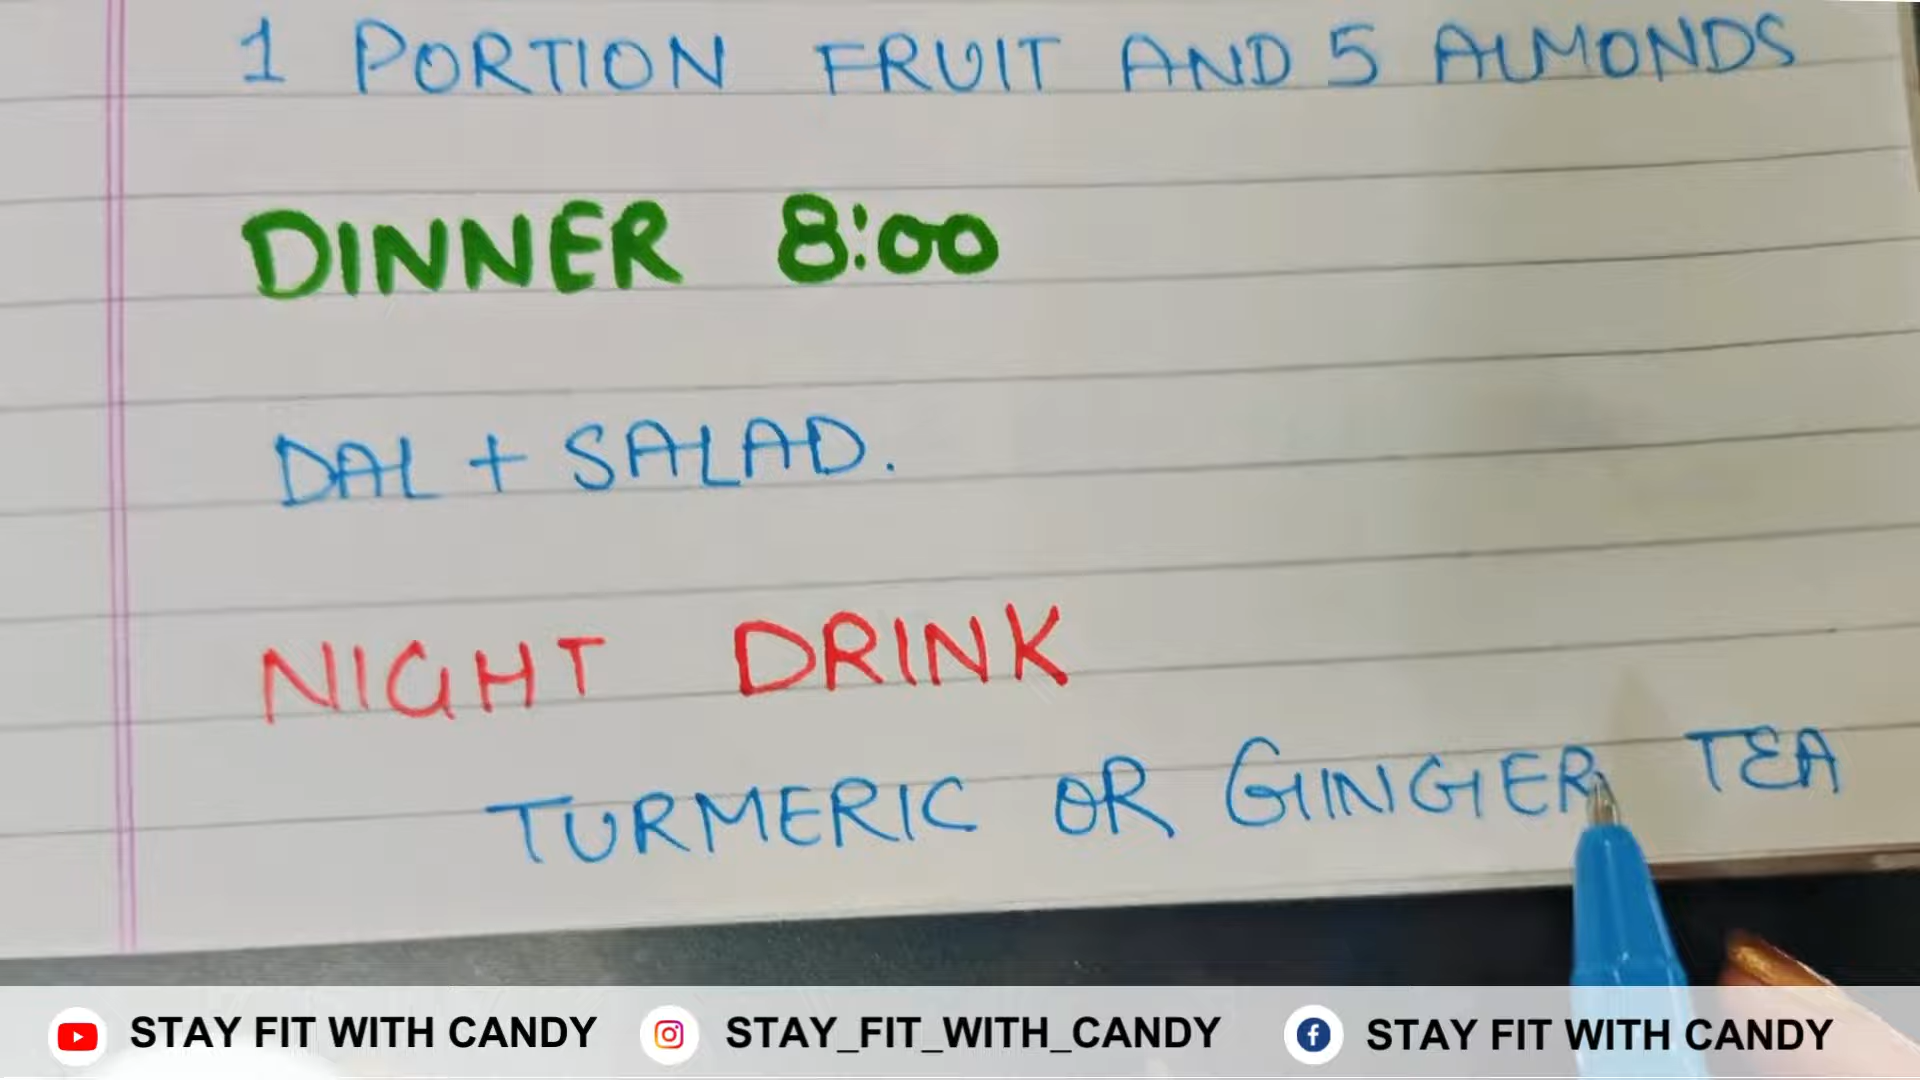 1 PORTION FRUIT AND 5 ALMONDS
DINNER 8:00
DAL + SALAD.
NIGHT DRINK
TURMERIC OR GINGER TEA
STAY FIT WITH CANDY STAY_FIT_WITH_CANDY STAY FIT WITH CANDY